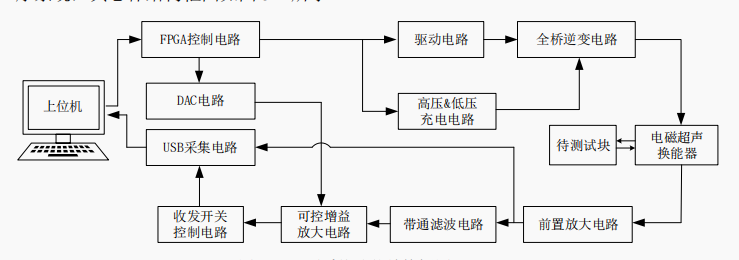 FPGA控制电路
驱动电路
全桥逆变电路
上位机
DAC电路
高压&低压
充电电路
USB采集电路
待测试块
电磁超声
换能器
收发开关
控制电路
可控增益
放大电路
带通滤波电路
前置放大电路